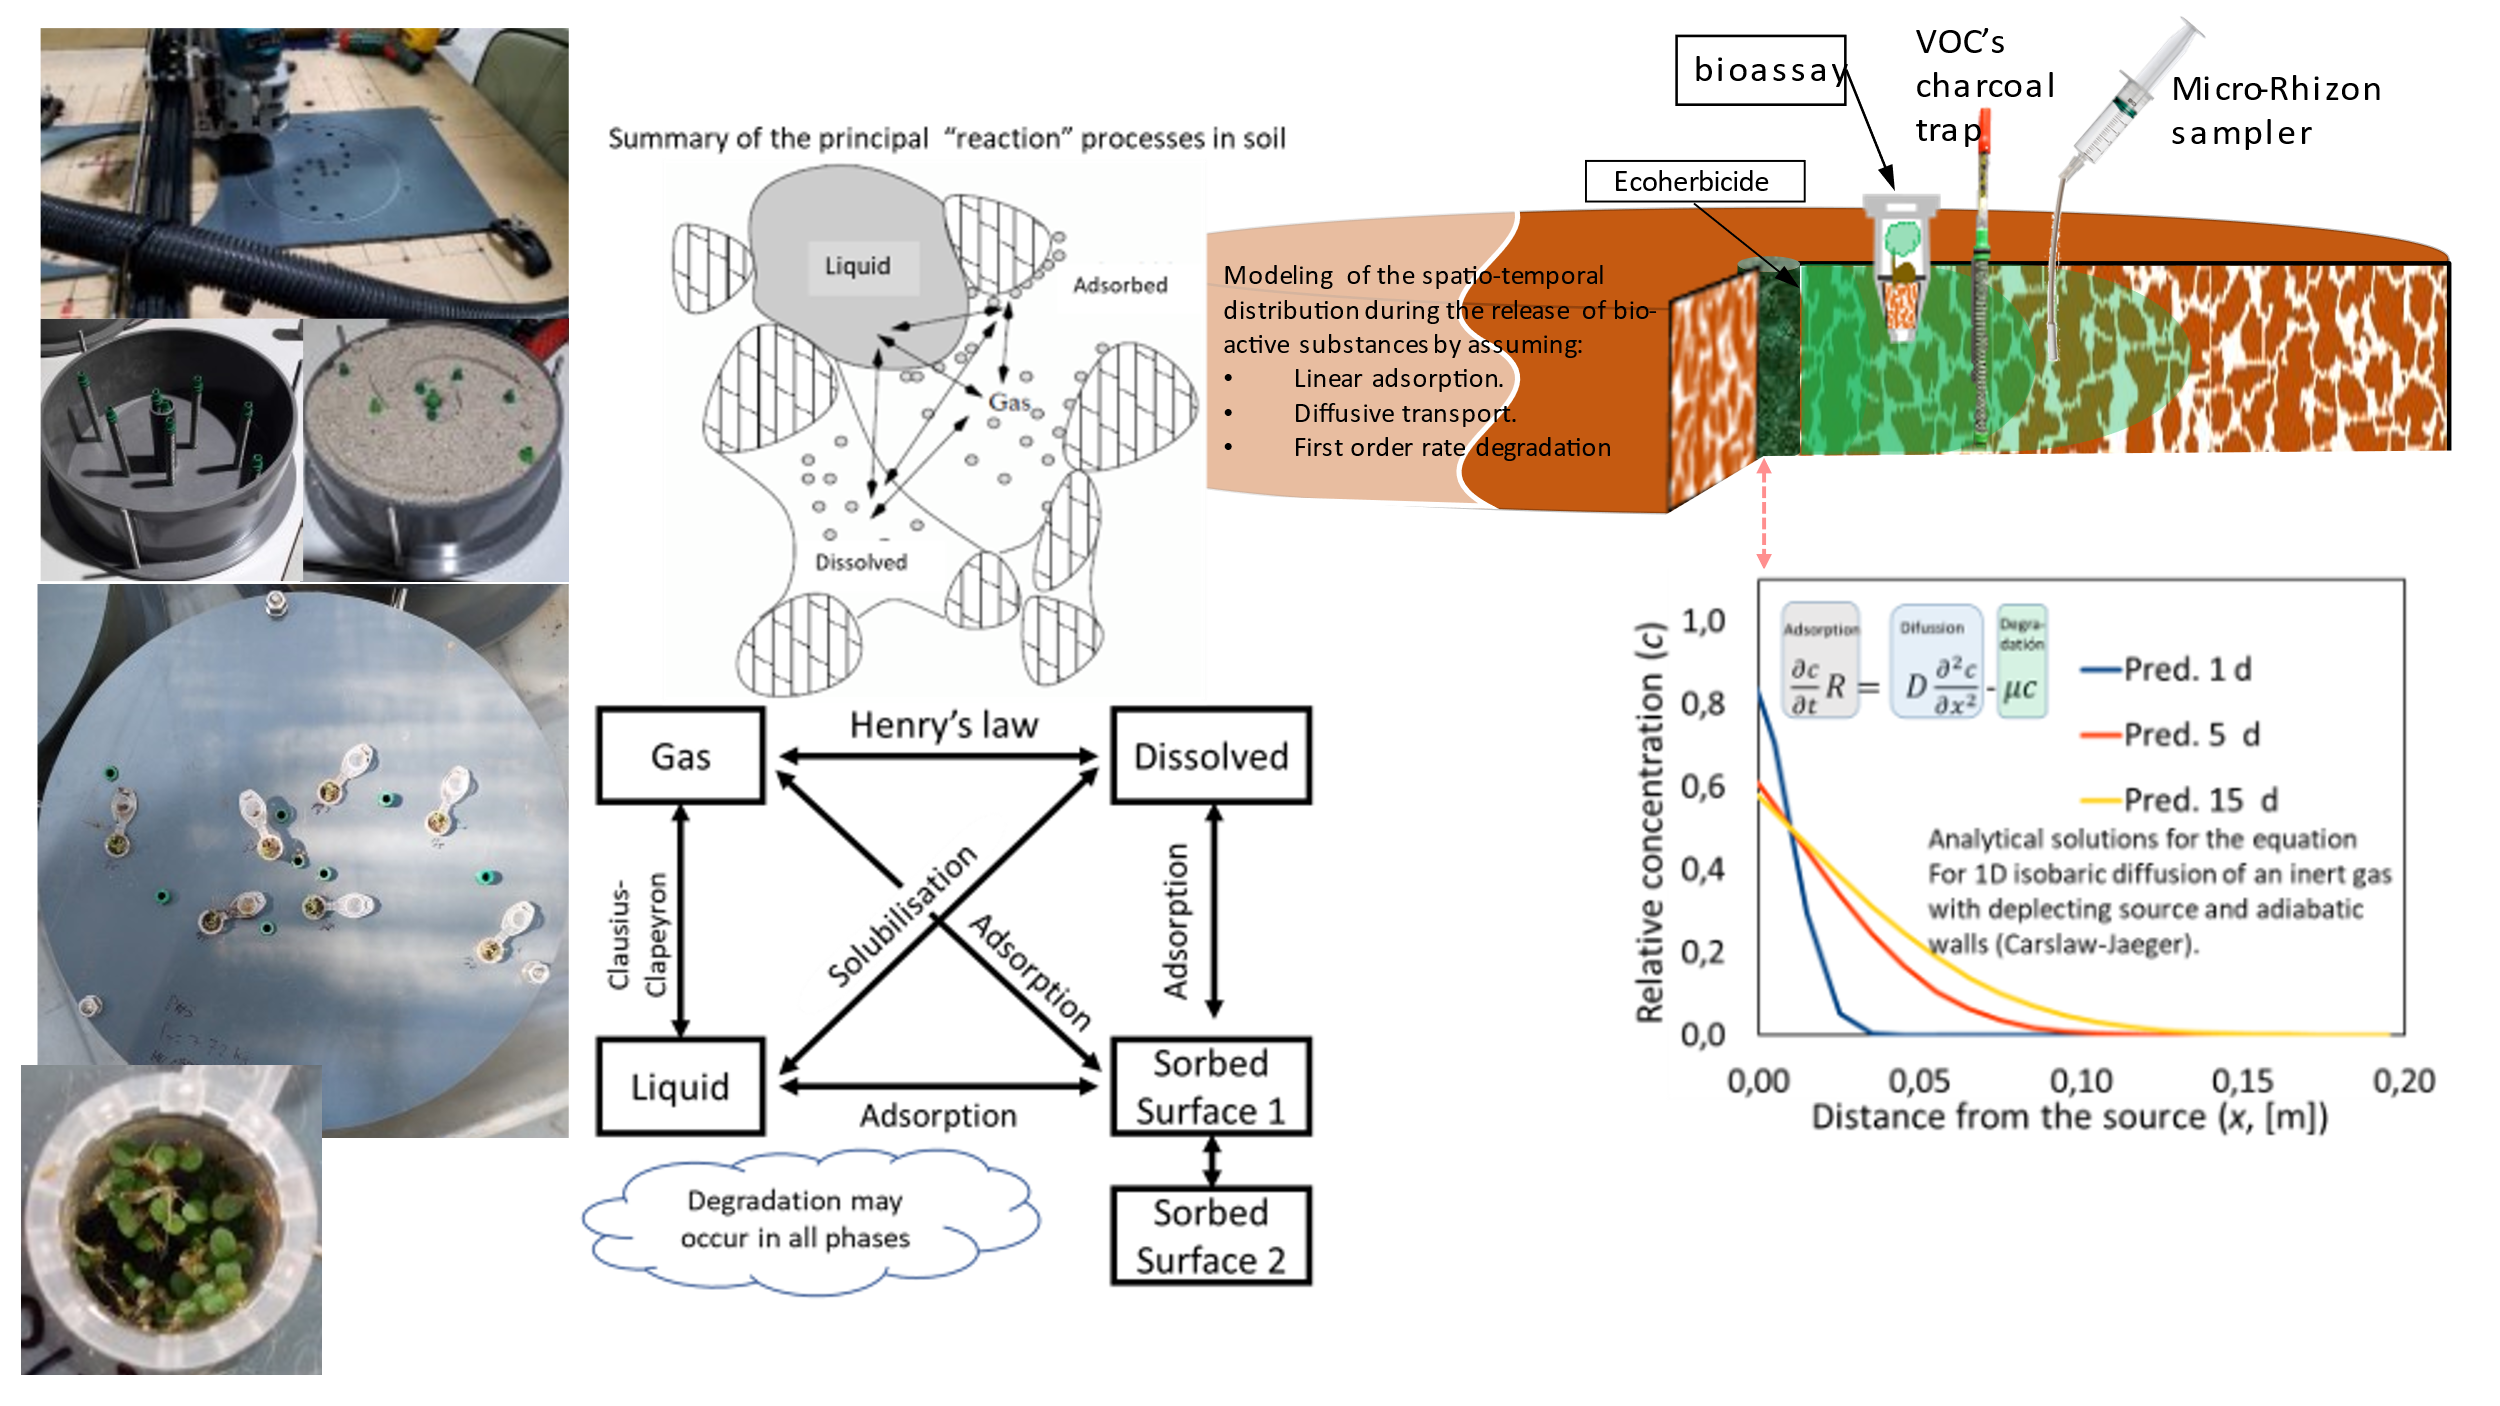 Summary of the principal “reaction” processes in soil
Liquid
Adsorbed
Gas
Dissolved
Gas
Henry’s law
Dissolved
Clausius-
Clapeyron
Solubilisation
Adsorption
Adsorption
Liquid
Adsorption
Sorbed
Surface 1
Sorbed
Surface 2
Degradation may
occur in all phases
bioassay
VOC’s
charcoal
trap
Micro-Rhizon
sampler
Ecoherbicide
Modeling of the spatio-temporal
distribution during the release of bio-
active substances by assuming:
• Linear adsorption.
• Diffusive transport.
• First order rate degradation
Relative concentration (c)
1,0
0,8
0,6
0,4
0,2
0,0
Adsorption
Difussion
Degra-
datión
∂c/∂t R = D ∂²c/∂x² - μc
Pred. 1 d
Pred. 5 d
Pred. 15 d
Analytical solutions for the equation
For 1D isobaric diffusion of an inert gas
with deplecting source and adiabatic
walls (Carslaw-Jaeger).
0,00 0,05 0,10 0,15 0,20
Distance from the source (x, [m])